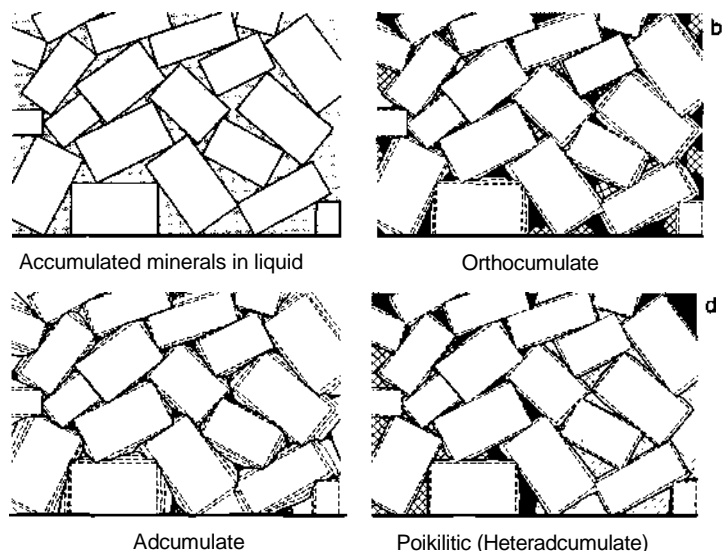 b
Accumulated minerals in liquid
Orthocumulate
d
Adcumulate
Poikilitic (Heteradcumulate)